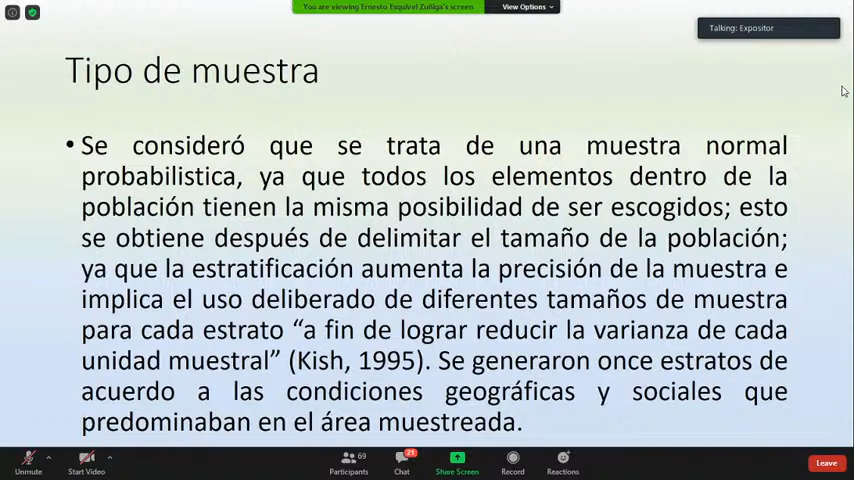 You are viewing Ernesto Esquivel Zuñiga's screen
View Options
Talking: Expositor
Tipo de muestra
• Se consideró que se trata de una muestra normal
probabilistica, ya que todos los elementos dentro de la
población tienen la misma posibilidad de ser escogidos; esto
se obtiene después de delimitar el tamaño de la población;
ya que la estratificación aumenta la precisión de la muestra e
implica el uso deliberado de diferentes tamaños de muestra
para cada estrato “a fin de lograr reducir la varianza de cada
unidad muestral” (Kish, 1995). Se generaron once estratos de
acuerdo a las condiciones geográficas y sociales que
predominaban en el área muestreada.
69
21
Unmute
Start Video
Participants
Chat
Share Screen
Record
Reactions
Leave